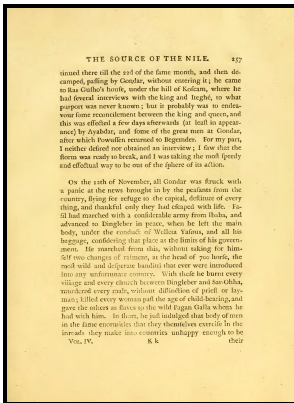 THE SOURCE OF THE NILE. 257
tinued there till the 22d of the same month, and then de-
camped, passing by Gondar, without entering it; he came
to Ras Gusho's house, under the hill of Koscam, where he
had several interviews with the king and Iteghé, to what
purport was never known; but it probably was to endea-
vour some reconcilement between the king and queen, and
this was effected a few days afterwards (at least in appear-
ance) by Ayabdar, and some of the great men at Gondar,
after which Powussen returned to Begender. For my part,
I neither desired nor obtained an interview; I saw that the
storm was ready to break, and I was taking the most speedy
and effectual way to be out of the sphere of its action.
On the 12th of November, all Gondar was struck with
a panic at the news brought in by the peasants from the
country, flying for refuge to the capital, destitute of every
thing, and thankful only they had escaped with life. Fa-
sil had marched with a considerable army from Ibaba, and
advanced to Dingleber in peace, when he left the main
body, under the conduct of Welleta Yasous, and all his
baggage, considering that place as the limits of his govern-
ment. He marched from this, without taking for him-
self two changes of raiment, at the head of 700 horse, the
most wild and desperate banditti that ever were introduced
into any unfortunate country. With these he burnt every
village and every church between Dingleber and Sar-Ohha,
murdered every male, without distinction of priest or lay-
man; killed every woman past the age of child-bearing, and
gave the others as slaves to the wild Pagan Galla whom he
had with him. In short, he just indulged that body of men
in the same enormities that they themselves exercise in the
inroads they make into countries unhappy enough to be
Vol. IV. K k their